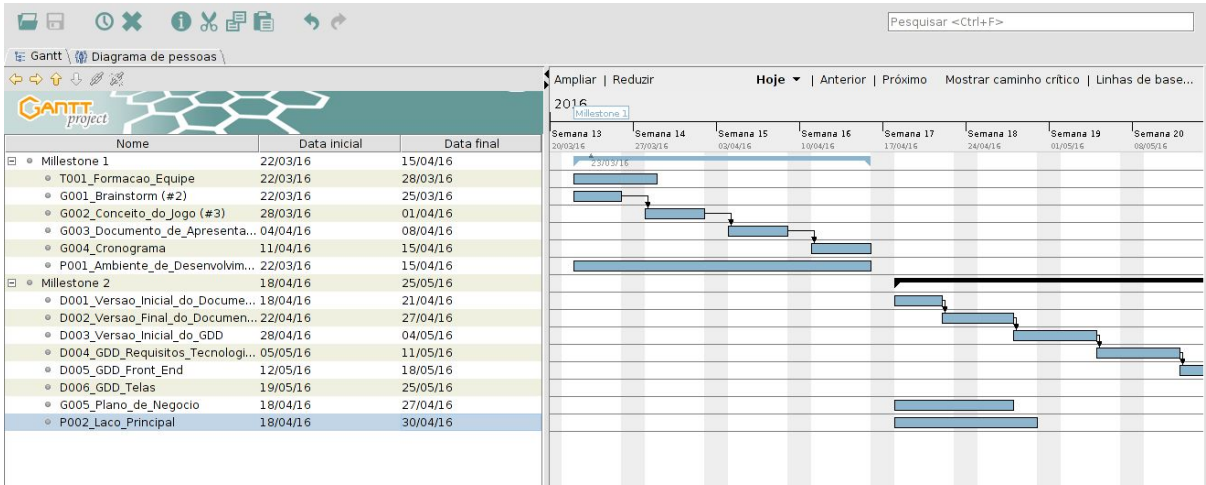 Pesquisar <Ctrl+F>
Gantt
Diagrama de pessoas
Ampliar | Reduzir
Hoje | Anterior | Próximo
Mostrar caminho crítico | Linhas de base...
GANTT
project
2016
Millestone 1
Semana 13 Semana 14 Semana 15 Semana 16 Semana 17 Semana 18 Semana 19 Semana 20
20/03/16 27/03/16 03/04/16 10/04/16 17/04/16 24/04/16 01/05/16 08/05/16
Nome Data inicial Data final
Millestone 1 22/03/16 15/04/16
23/03/16
T001_Formacao_Equipe 22/03/16 28/03/16
G001_Brainstorm (#2) 22/03/16 25/03/16
G002_Conceito_do_Jogo (#3) 28/03/16 01/04/16
G003_Documento_de_Apresenta... 04/04/16 08/04/16
G004_Cronograma 11/04/16 15/04/16
P001_Ambiente_de_Desenvolvim... 22/03/16 15/04/16
Millestone 2 18/04/16 25/05/16
D001_Versao_Inicial_do_Docume... 18/04/16 21/04/16
D002_Versao_Final_do_Documen... 22/04/16 27/04/16
D003_Versao_Inicial_do_GDD 28/04/16 04/05/16
D004_GDD_Requisitos_Tecnologi... 05/05/16 11/05/16
D005_GDD_Front_End 12/05/16 18/05/16
D006_GDD_Telas 19/05/16 25/05/16
G005_Plano_de_Negocio 18/04/16 27/04/16
P002_Laco_Principal 18/04/16 30/04/16